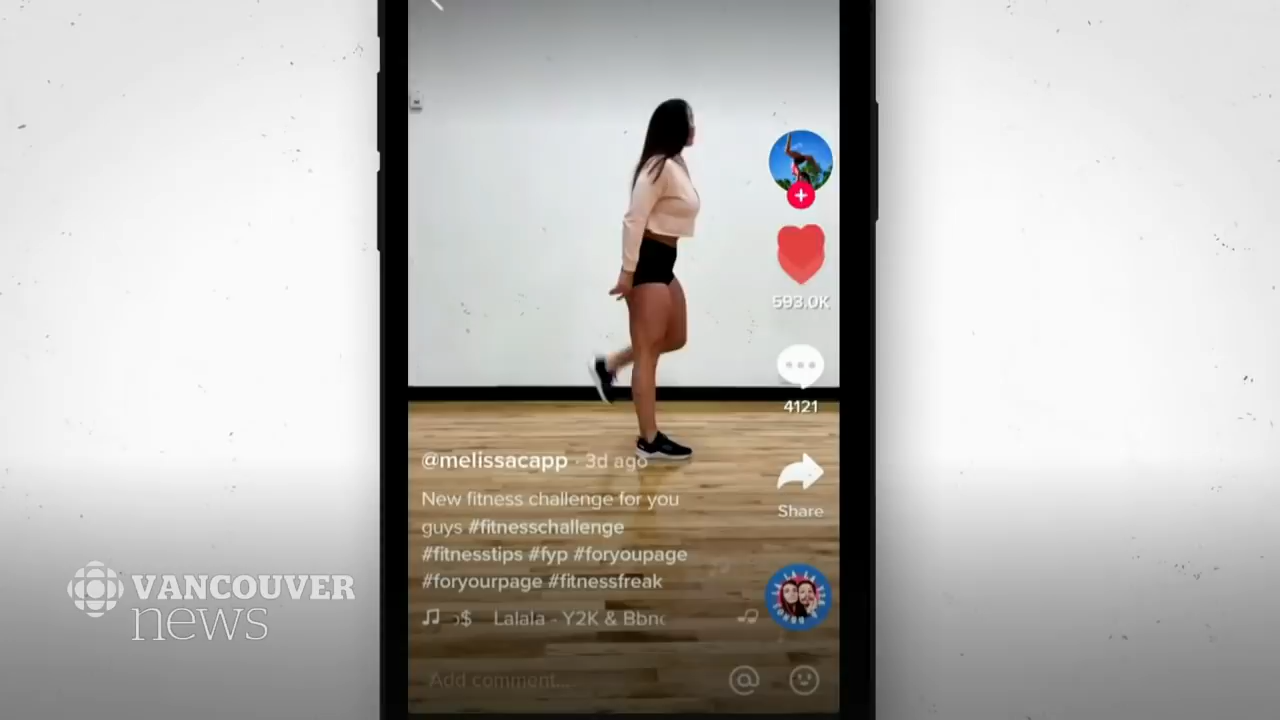 593.0K
4121
@melissacapp · 3d ago
Share
New fitness challenge for you
guys #fitnesschallenge
#fitnesstips #fyp #foryoupage
#foryourpage #fitnessfreak
Lalala - Y2K & Bbno
Add comment...
VANCOUVER
news